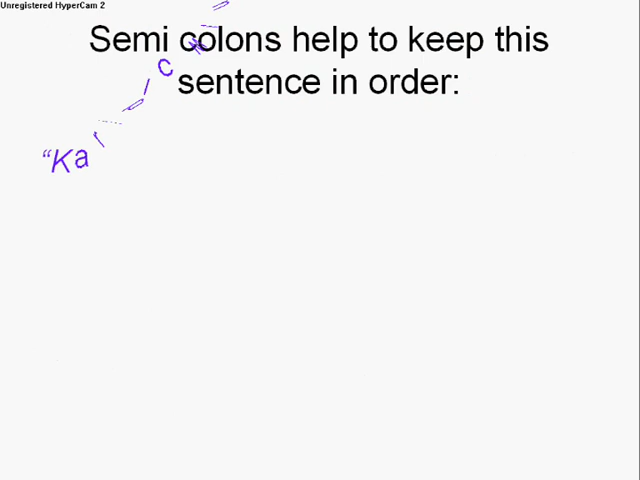 Unregistered HyperCam 2
Semi colons help to keep this
sentence in order:
“Ka